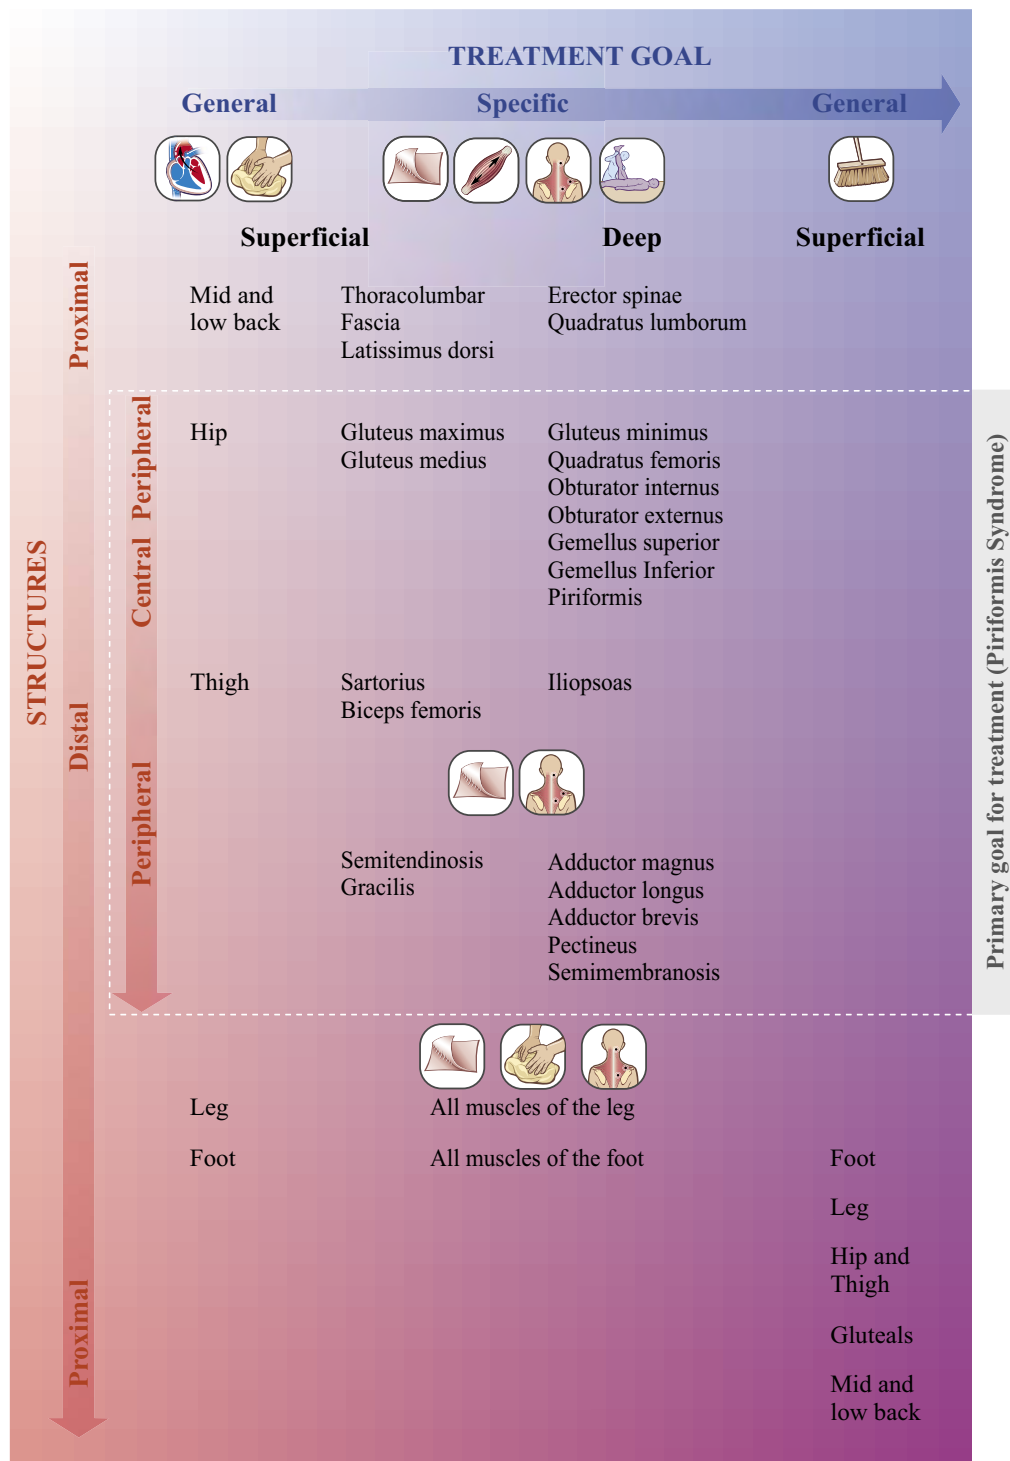 TREATMENT GOAL
General
Specific
General
Superficial
Deep
Superficial
STRUCTURES
Proximal
Distal
Proximal
Peripheral
Central
Peripheral
Mid and
low back
Thoracolumbar
Fascia
Latissimus dorsi
Erector spinae
Quadratus lumborum
Hip
Gluteus maximus
Gluteus medius
Gluteus minimus
Quadratus femoris
Obturator internus
Obturator externus
Gemellus superior
Gemellus Inferior
Piriformis
Thigh
Sartorius
Biceps femoris
Iliopsoas
Semitendinosis
Gracilis
Adductor magnus
Adductor longus
Adductor brevis
Pectineus
Semimembranosis
Primary goal for treatment (Piriformis Syndrome)
Leg
All muscles of the leg
Foot
All muscles of the foot
Foot
Leg
Hip and
Thigh
Gluteals
Mid and
low back